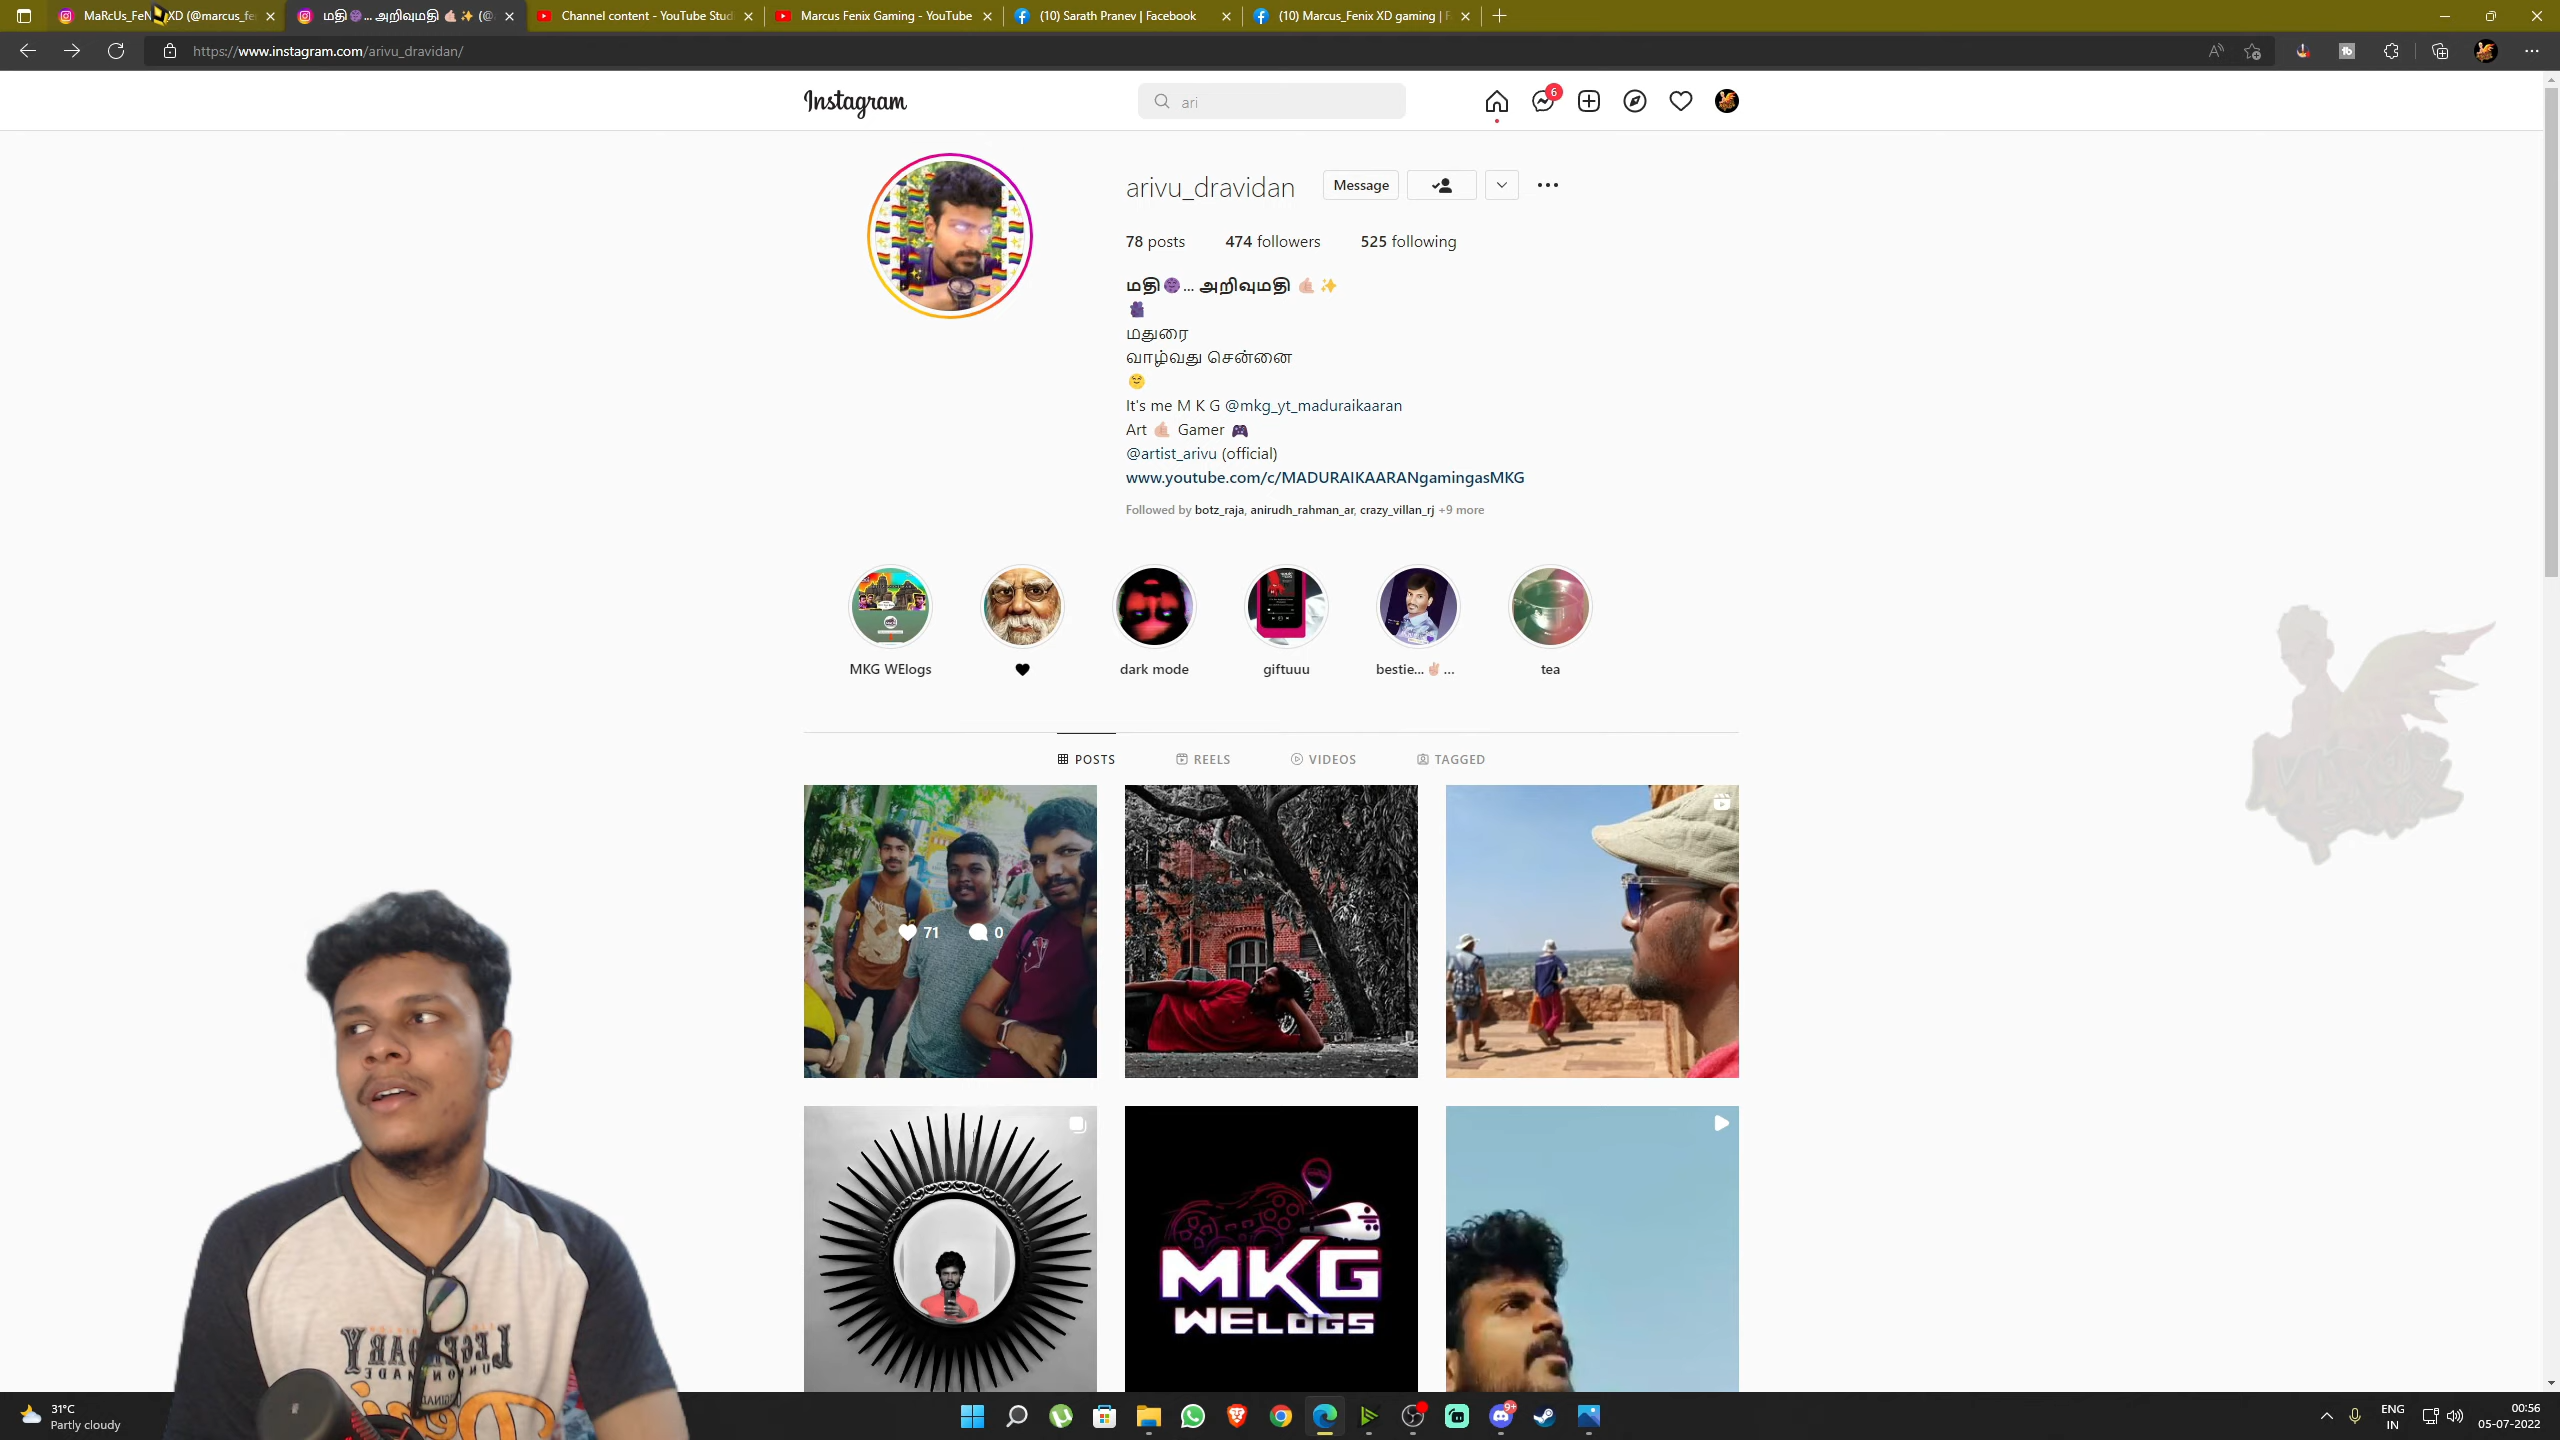 MaRcUs_FeN XD (@marcus_fe
மதி... அறிவுமதி (@
Channel content - YouTube Stud
Marcus Fenix Gaming - YouTube
(10) Sarath Pranev | Facebook
(10) Marcus_Fenix XD gaming | F
https://www.instagram.com/arivu_dravidan/
Instagram
ari
6
arivu_dravidan
Message
78 posts
474 followers
525 following
மதி ... அறிவுமதி
மதுரை
வாழ்வது சென்னை
It's me M K G @mkg_yt_maduraikaaran
Art Gamer
@artist_arivu (official)
www.youtube.com/c/MADURAIKAARANgamingasMKG
Followed by botz_raja, anirudh_rahman_ar, crazy_villan_rj +9 more
MKG WElogs
dark mode
giftuuu
bestie... ...
tea
POSTS
REELS
VIDEOS
TAGGED
71
0
MKG
WELOGS
LEGENDARY
31°C
Partly cloudy
9+
ENG
IN
00:56
05-07-2022